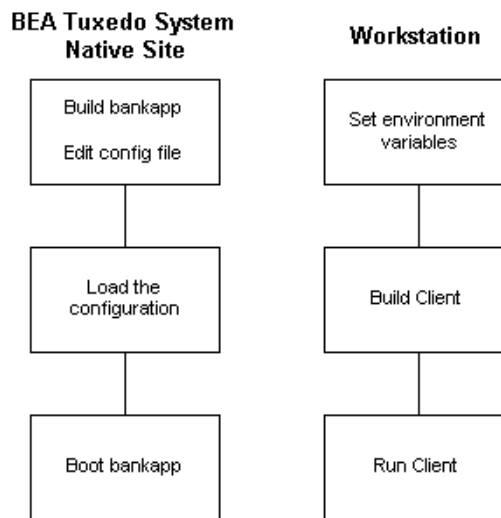 BEA Tuxedo System
Native Site
Build bankapp
Edit config file
Load the
configuration
Boot bankapp
Workstation
Set environment
variables
Build Client
Run Client